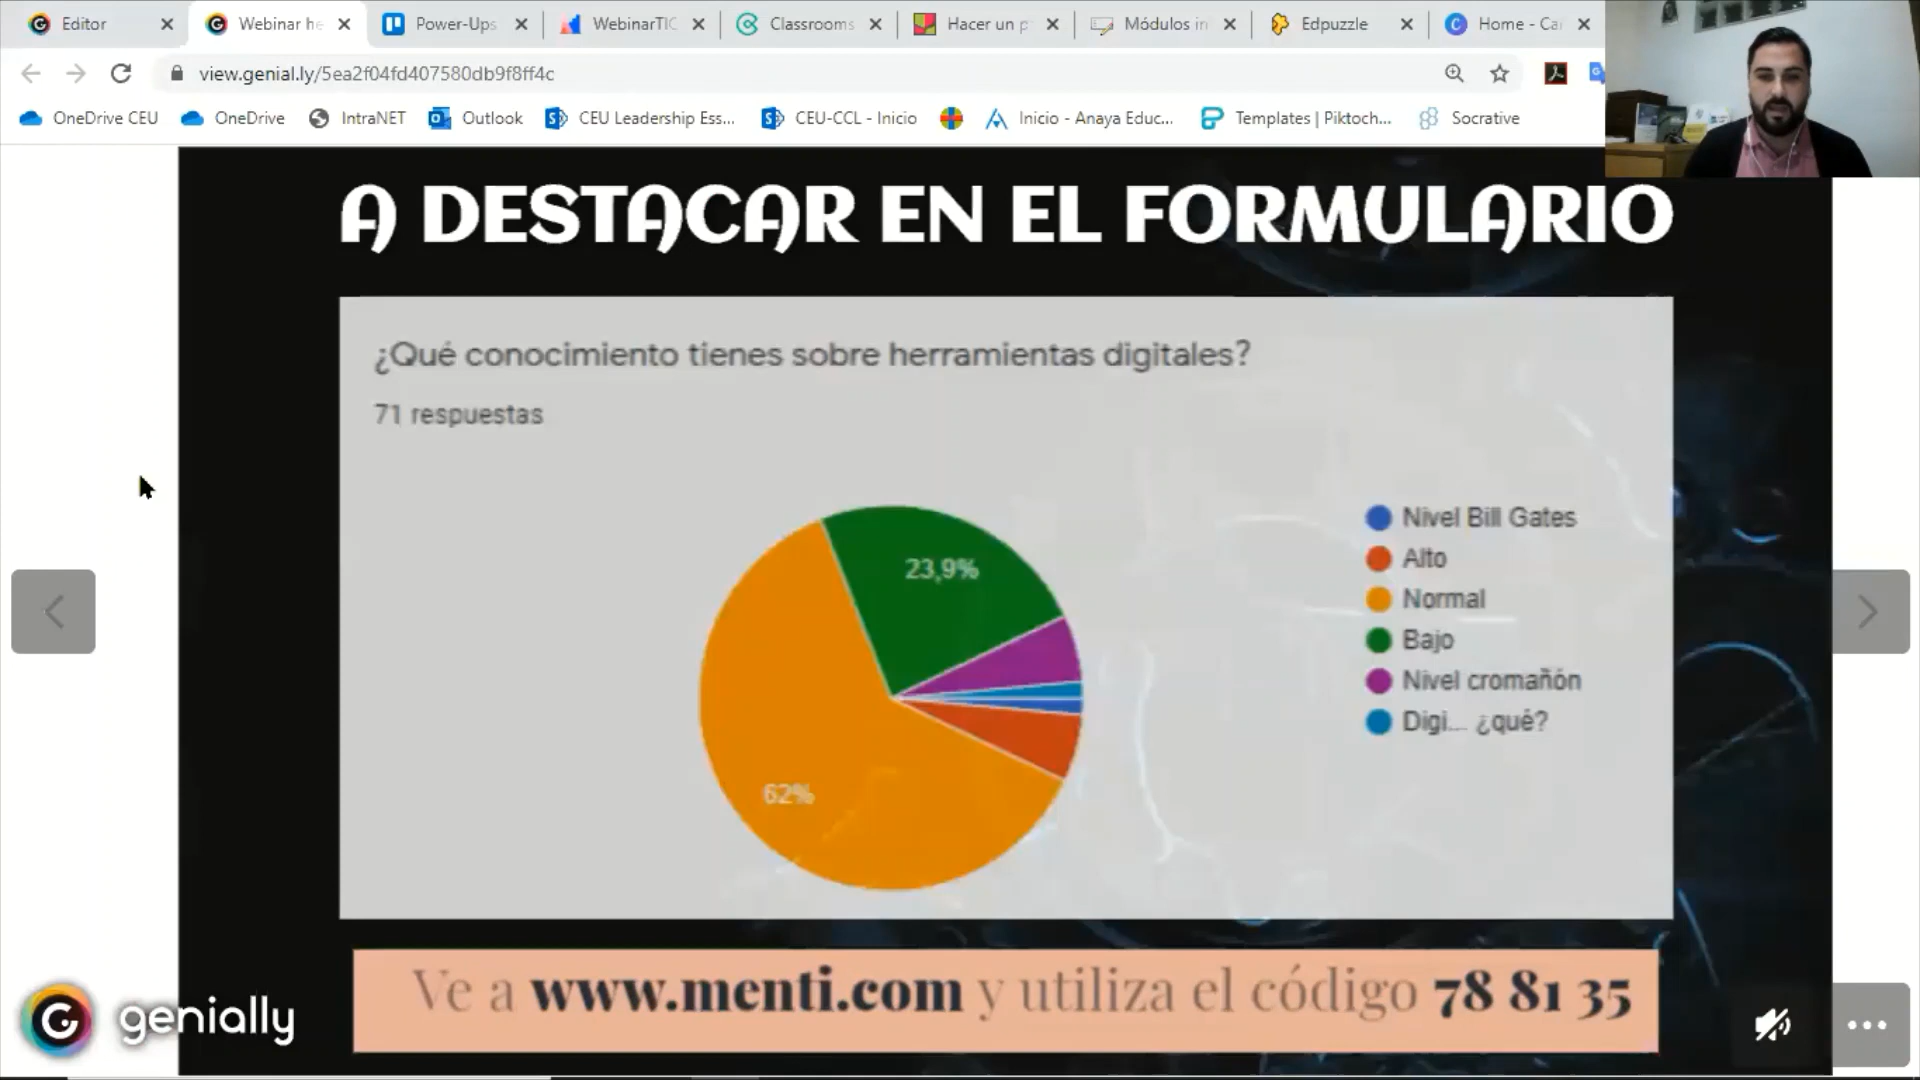 Editor
Webinar he
Power-Ups
WebinarTIC
Classrooms
Hacer un p
Módulos in
Edpuzzle
Home - Ca
view.genial.ly/5ea2f04fd407580db9f8ff4c
OneDrive CEU
OneDrive
IntraNET
Outlook
CEU Leadership Ess...
CEU-CCL - Inicio
Inicio - Anaya Educ...
Templates | Piktoch...
Socrative
A DESTACAR EN EL FORMULARIO
¿Qué conocimiento tienes sobre herramientas digitales?
71 respuestas
23,9%
62%
Nivel Bill Gates
Alto
Normal
Bajo
Nivel cromañón
Digi... ¿qué?
Ve a www.menti.com y utiliza el código 78 81 35
genially